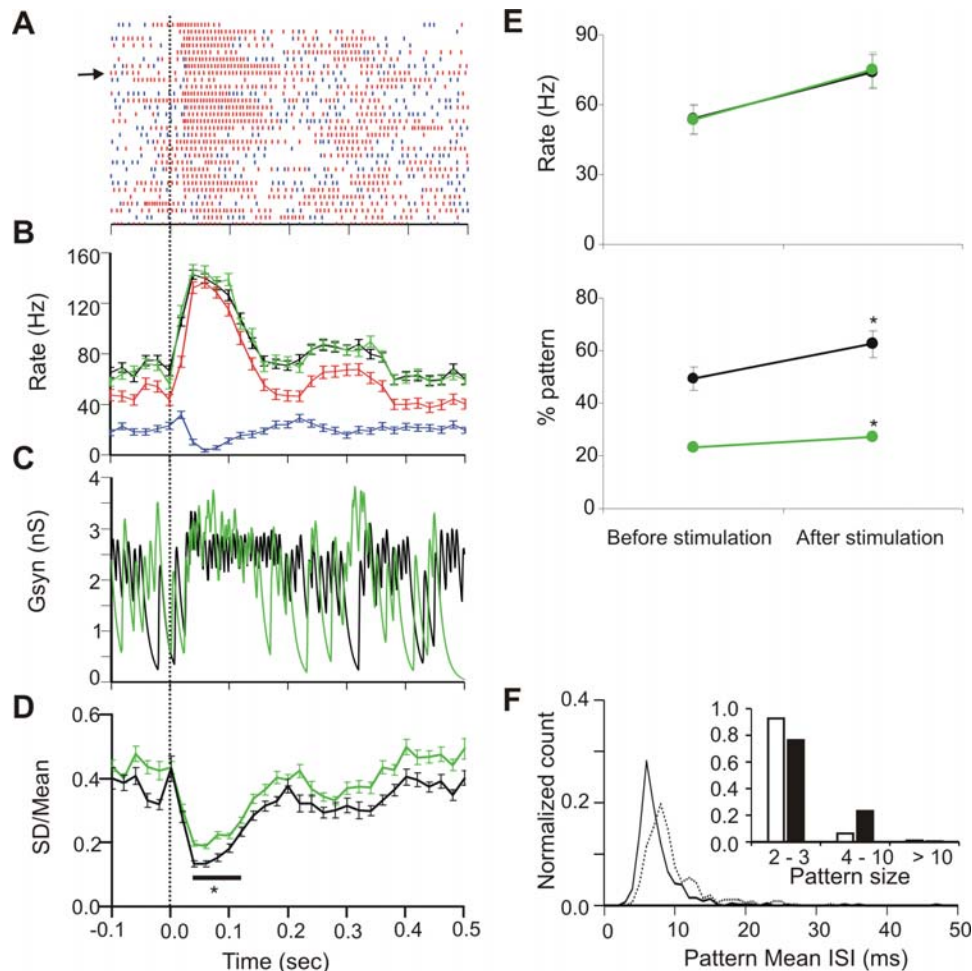 A
B
160
120
80
40
0
Rate (Hz)
C
4
3
2
1
0
Gsyn (nS)
D
0.6
0.4
0.2
0.0
SD/Mean
*
-0.1 0.0 0.1 0.2 0.3 0.4 0.5
Time (sec)
E
90
60
30
0
Rate (Hz)
80
60
40
20
0
% pattern
*
*
Before stimulation After stimulation
F
0.4
0.2
0.0
Normalized count
0 10 20 30 40 50
Pattern Mean ISI (ms)
1.0
0.8
0.6
0.4
0.2
0.0
2 - 3 4 - 10 > 10
Pattern size